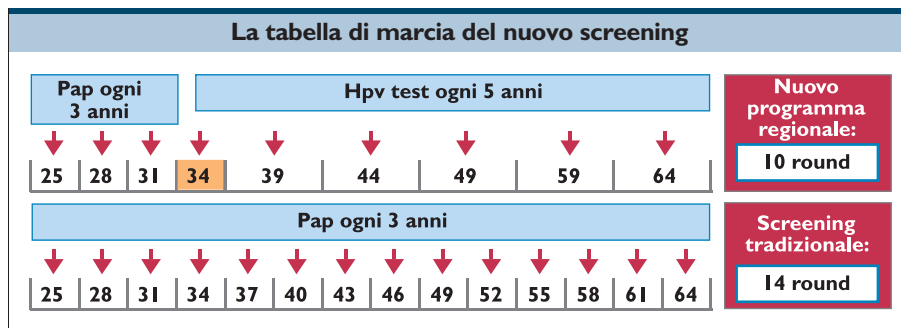 La tabella di marcia del nuovo screening
Pap ogni
3 anni
Hpv test ogni 5 anni
25 28 31 34 39 44 49 59 64
Nuovo
programma
regionale:
10 round
Pap ogni 3 anni
25 28 31 34 37 40 43 46 49 52 55 58 61 64
Screening
tradizionale:
14 round